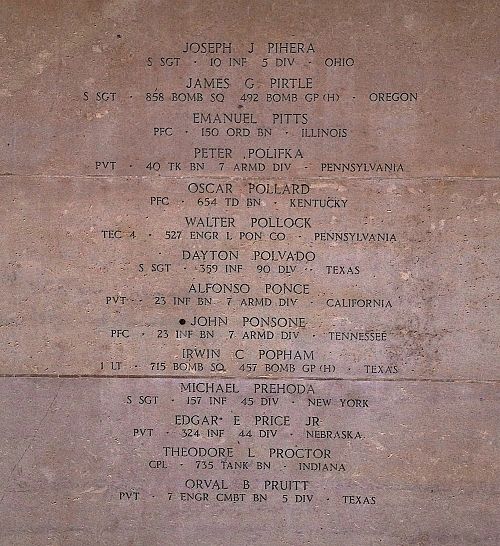 JOSEPH J PIHERA
S SGT · 10 INF 5 DIV · OHIO
JAMES G PIRTLE
S SGT · 858 BOMB SQ 492 BOMB GP (H) · OREGON
EMANUEL PITTS
PFC · 150 ORD BN · ILLINOIS
PETER POLIFKA
PVT · 40 TK BN 7 ARMD DIV · PENNSYLVANIA
OSCAR POLLARD
PFC · 654 TD BN · KENTUCKY
WALTER POLLOCK
TEC 4 · 527 ENGR L PON CO · PENNSYLVANIA
DAYTON POLVADO
S SGT · 359 INF 90 DIV · TEXAS
ALFONSO PONCE
PVT · 23 INF BN 7 ARMD DIV · CALIFORNIA
• JOHN PONSONE
PFC · 23 INF BN 7 ARMD DIV · TENNESSEE
IRWIN C POPHAM
1 LT · 715 BOMB SQ 457 BOMB GP (H) · TEXAS
MICHAEL PREHODA
S SGT · 157 INF 45 DIV · NEW YORK
EDGAR E PRICE JR
PVT · 324 INF 44 DIV · NEBRASKA
THEODORE L PROCTOR
CPL · 735 TANK BN · INDIANA
ORVAL B PRUITT
PVT · 7 ENGR CMBT BN 5 DIV · TEXAS